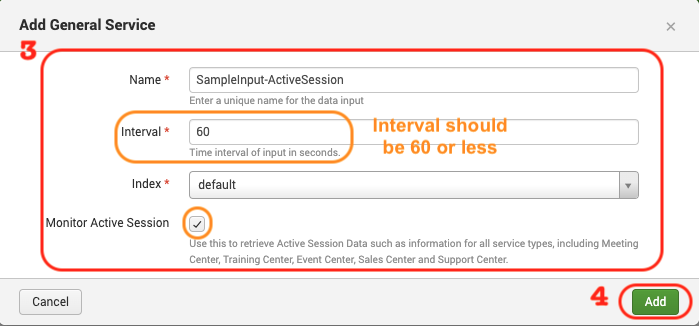 Add General Service
×
3
Name *
SampleInput-ActiveSession
Enter a unique name for the data input
Interval *
60
Time interval of input in seconds.
Interval should
be 60 or less
Index *
default
Monitor Active Session
Use this to retrieve Active Session Data such as information for all service types, including Meeting
Center, Training Center, Event Center, Sales Center and Support Center.
Cancel
4
Add